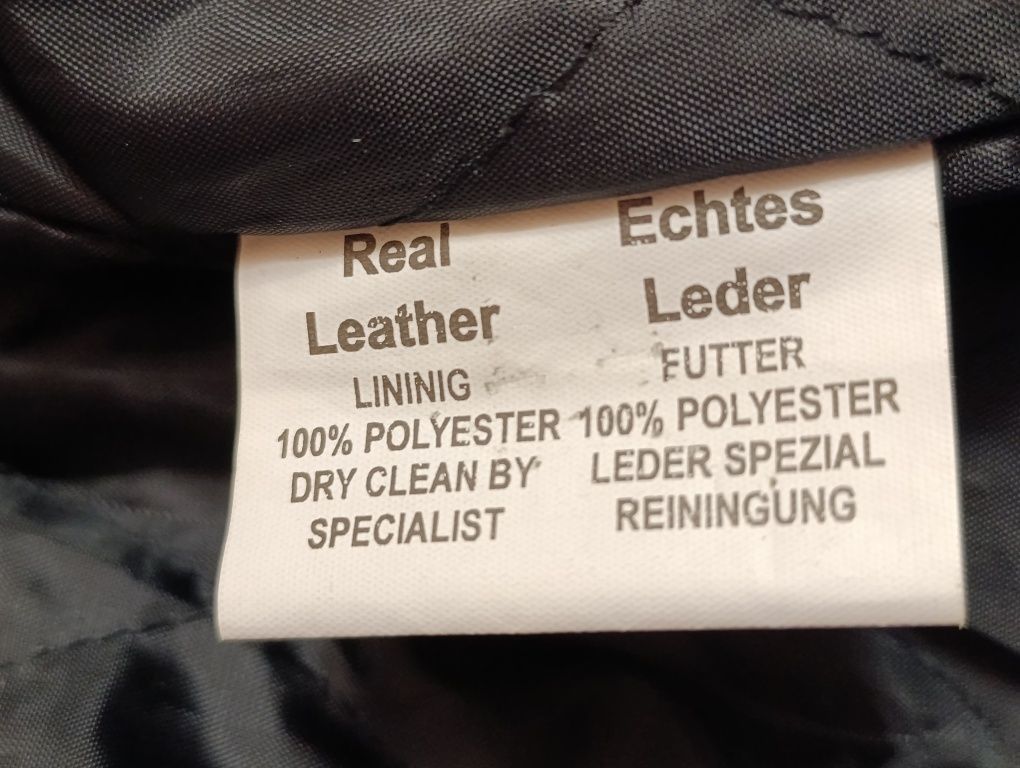 Real
Leather
LININIG
100% POLYESTER
DRY CLEAN BY
SPECIALIST
Echtes
Leder
FUTTER
100% POLYESTER
LEDER SPEZIAL
REININGUNG